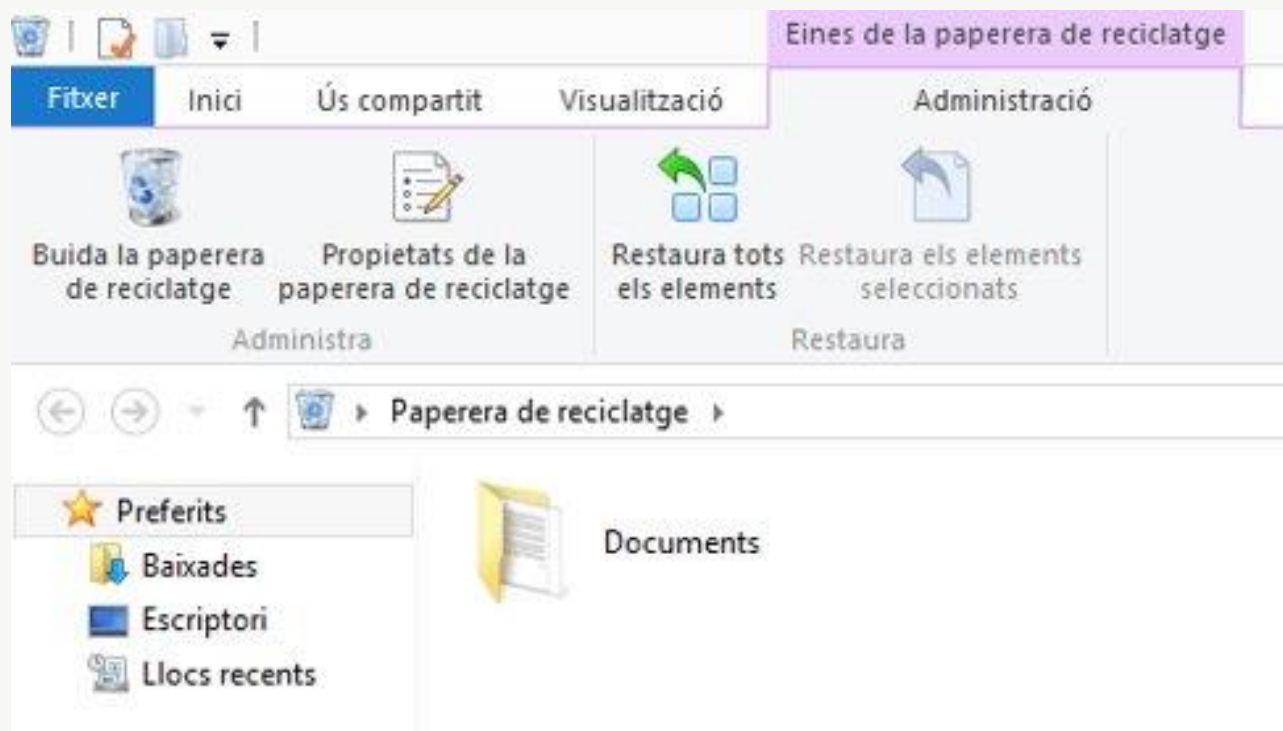 Eines de la paperera de reciclatge
Fitxer Inici Ús compartit Visualització Administració
Buida la paperera de reciclatge
Propietats de la paperera de reciclatge
Restaura tots els elements
Restaura els elements seleccionats
Administra
Restaura
Paperera de reciclatge
Preferits
Baixades
Escriptori
Llocs recents
Documents